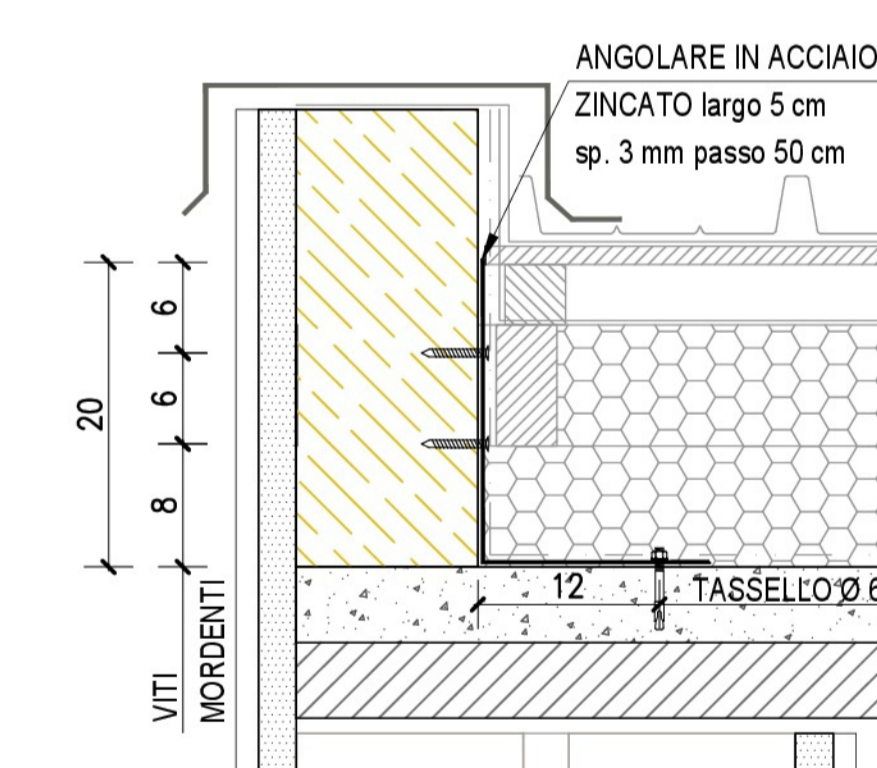 ANGOLARE IN ACCIAIO
ZINCATO largo 5 cm
sp. 3 mm passo 50 cm
6
6
20
8
12
TASSELLO Ø 6
VITI
MORDENTI